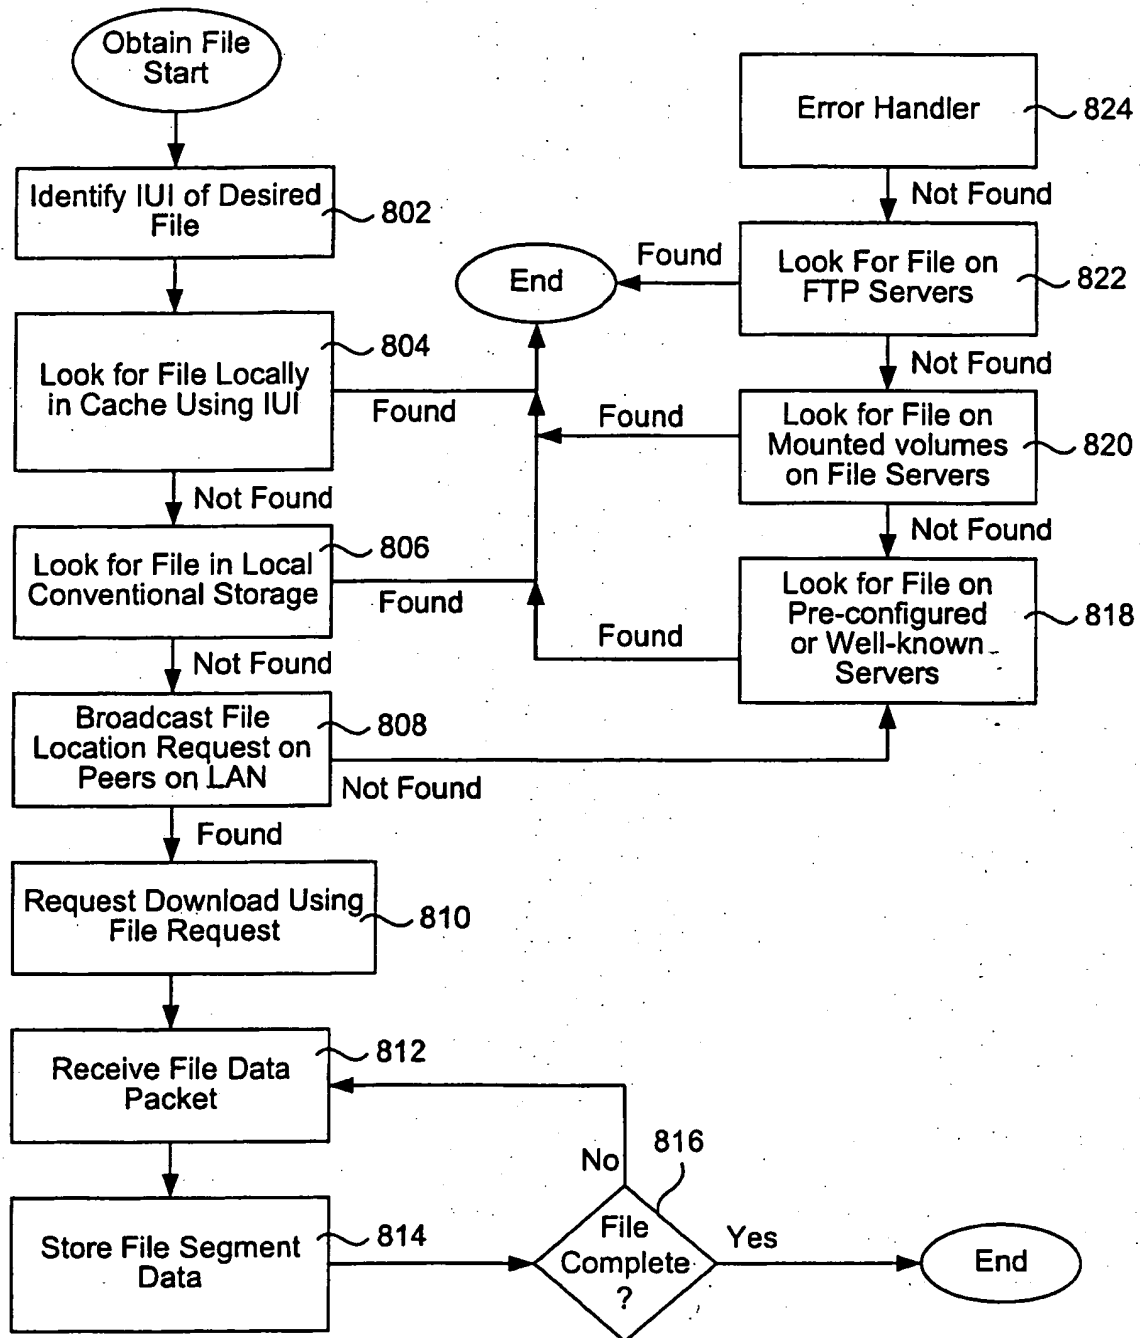 Obtain File
Start
Identify IUI of Desired
File
802
Look for File Locally
in Cache Using IUI
804
Found
Not Found
Look for File in Local
Conventional Storage
806
Found
Not Found
Broadcast File
Location Request on
Peers on LAN
808
Not Found
Found
Request Download Using
File Request
810
Receive File Data
Packet
812
Store File Segment
Data
814
File
Complete
?
816
No
Yes
End
End
Error Handler
824
Not Found
Look For File on
FTP Servers
822
Found
Not Found
Look for File on
Mounted volumes
on File Servers
820
Found
Not Found
Look for File on
Pre-configured
or Well-known
Servers
818
Found